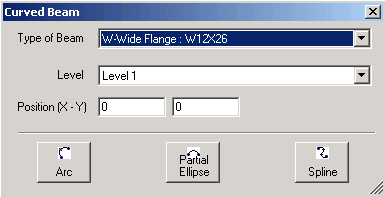 Curved Beam
Type of Beam W-Wide Flange : W12X26
Level Level 1
Position (X - Y) 0 0
Arc Partial Ellipse Spline